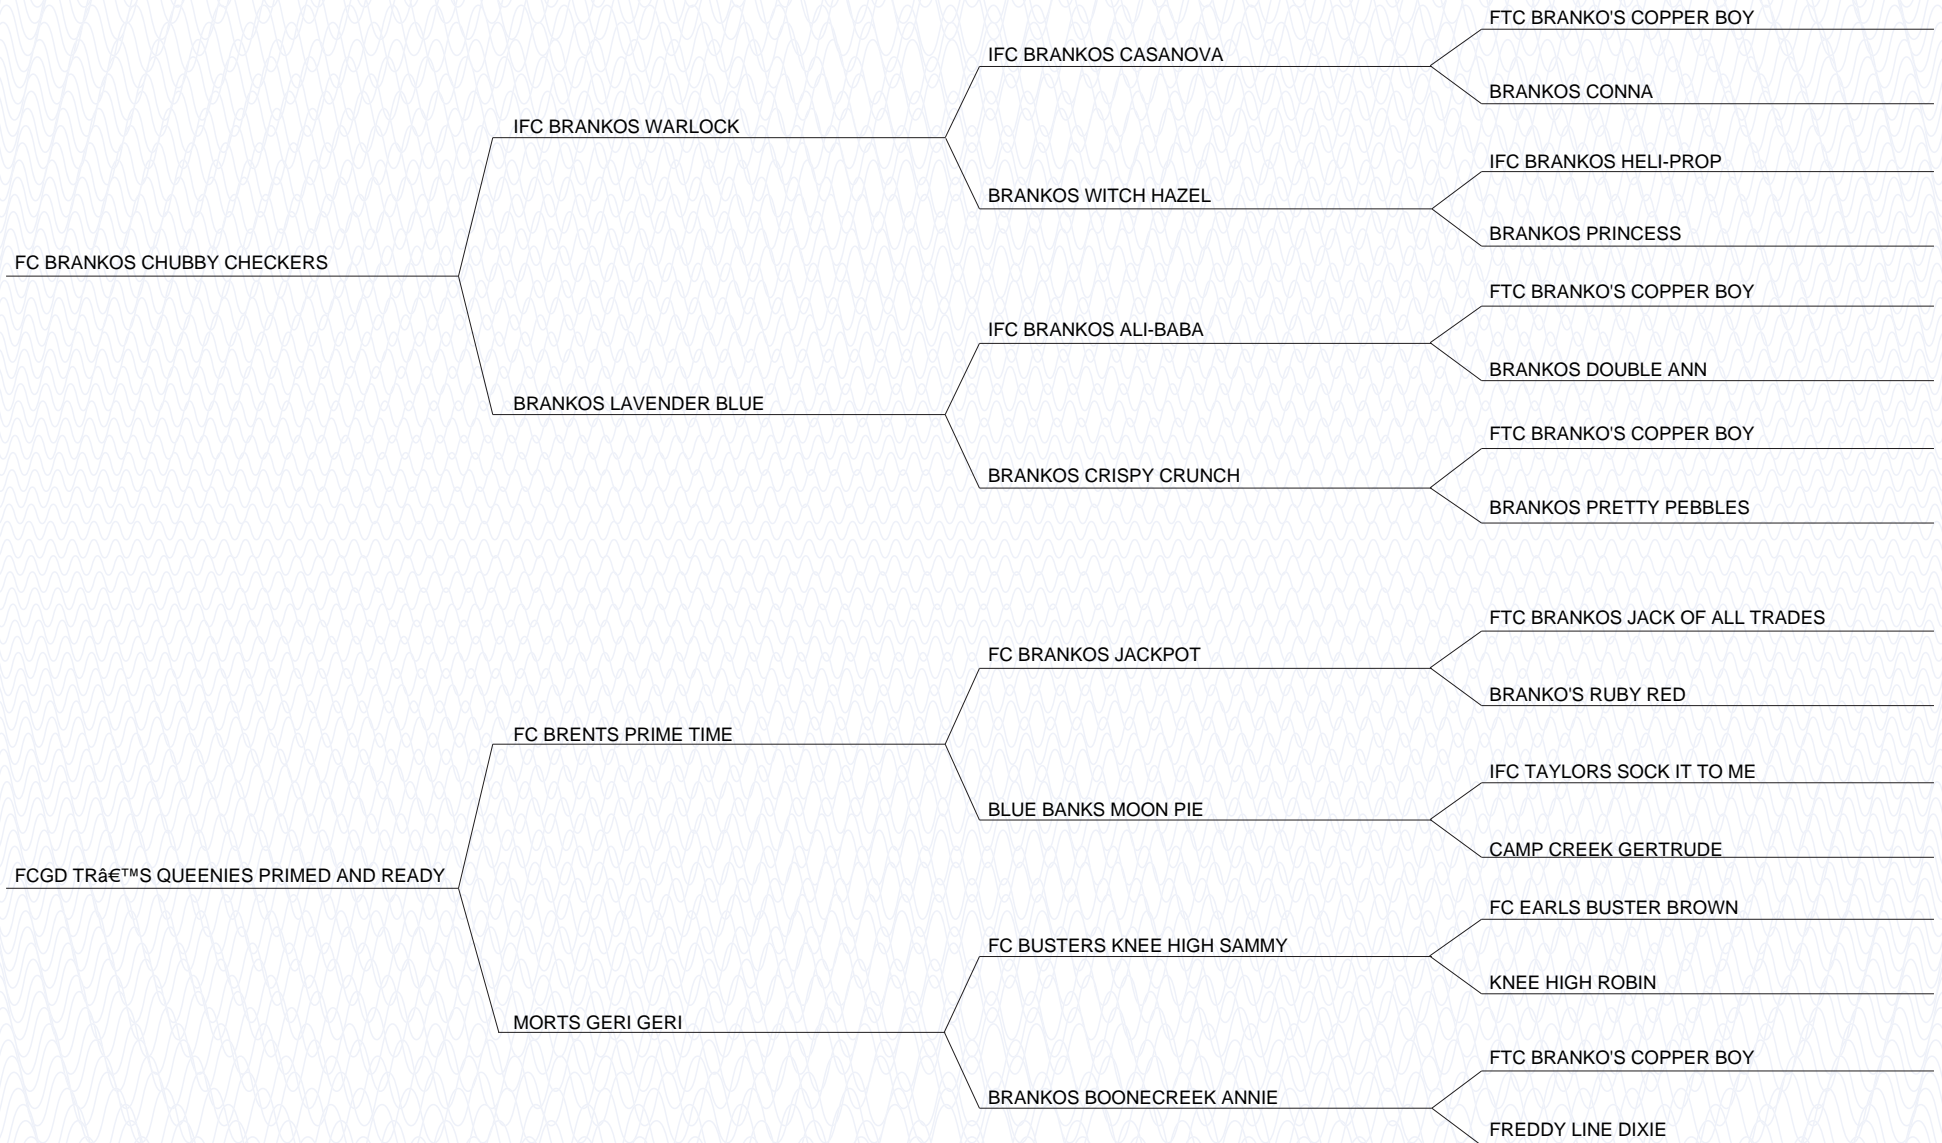 FTC BRANKO'S COPPER BOY
IFC BRANKOS CASANOVA
BRANKOS CONNA
IFC BRANKOS WARLOCK
IFC BRANKOS HELI-PROP
BRANKOS WITCH HAZEL
BRANKOS PRINCESS
FC BRANKOS CHUBBY CHECKERS
FTC BRANKO'S COPPER BOY
IFC BRANKOS ALI-BABA
BRANKOS DOUBLE ANN
BRANKOS LAVENDER BLUE
FTC BRANKO'S COPPER BOY
BRANKOS CRISPY CRUNCH
BRANKOS PRETTY PEBBLES
FTC BRANKOS JACK OF ALL TRADES
FC BRANKOS JACKPOT
BRANKO'S RUBY RED
FC BRENTS PRIME TIME
IFC TAYLORS SOCK IT TO ME
BLUE BANKS MOON PIE
CAMP CREEK GERTRUDE
FCGD TRâ€™S QUEENIES PRIMED AND READY
FC EARLS BUSTER BROWN
FC BUSTERS KNEE HIGH SAMMY
KNEE HIGH ROBIN
MORTS GERI GERI
FTC BRANKO'S COPPER BOY
BRANKOS BOONECREEK ANNIE
FREDDY LINE DIXIE